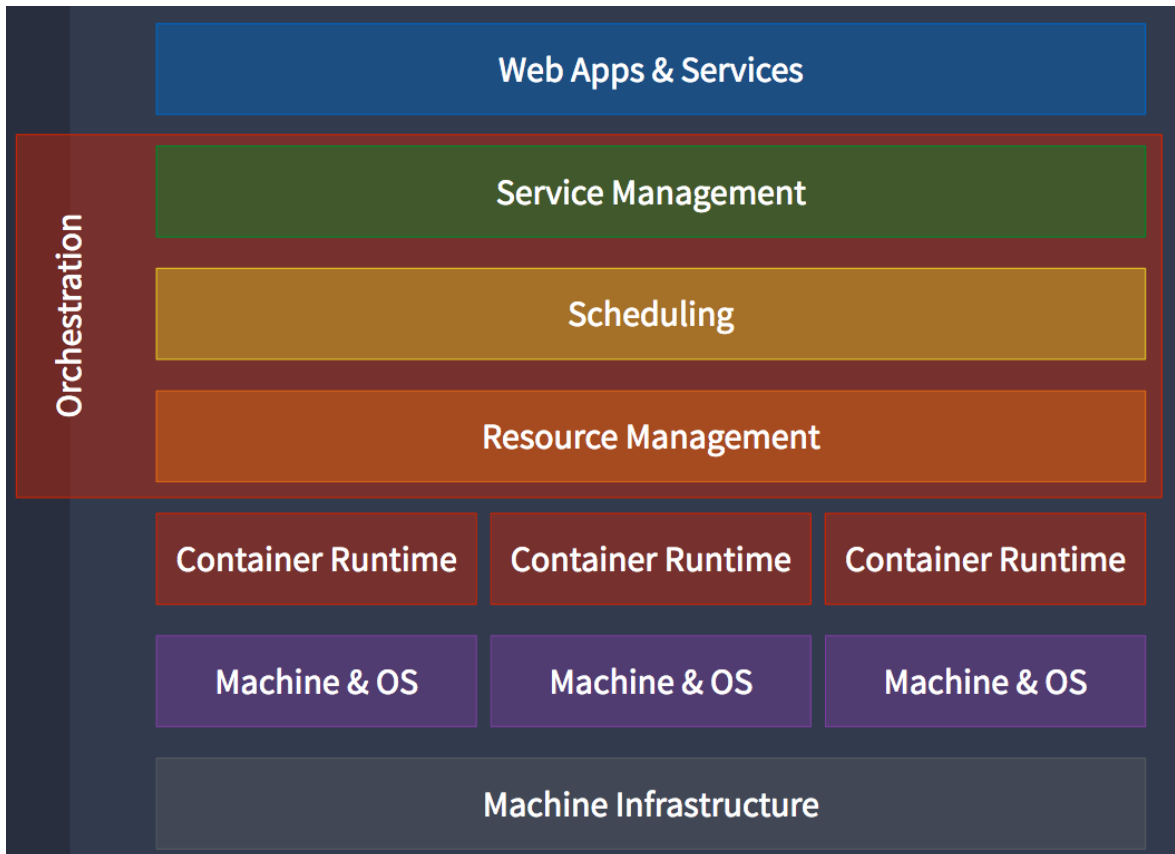 Web Apps & Services
Orchestration
Service Management
Scheduling
Resource Management
Container Runtime
Container Runtime
Container Runtime
Machine & OS
Machine & OS
Machine & OS
Machine Infrastructure